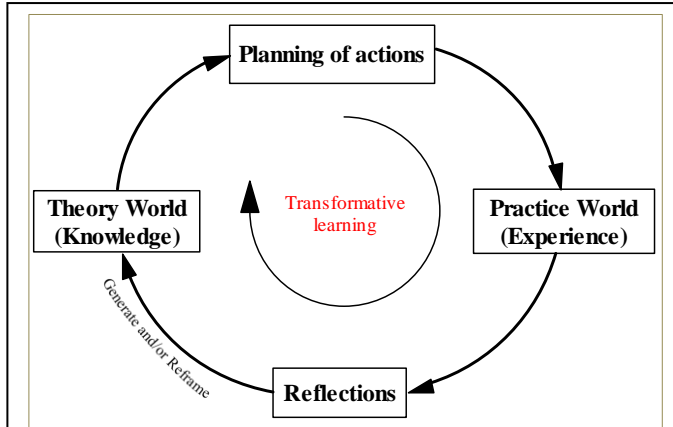 Planning of actions
Theory World
(Knowledge)
Transformative
learning
Practice World
(Experience)
Generate and/or Reframe
Reflections